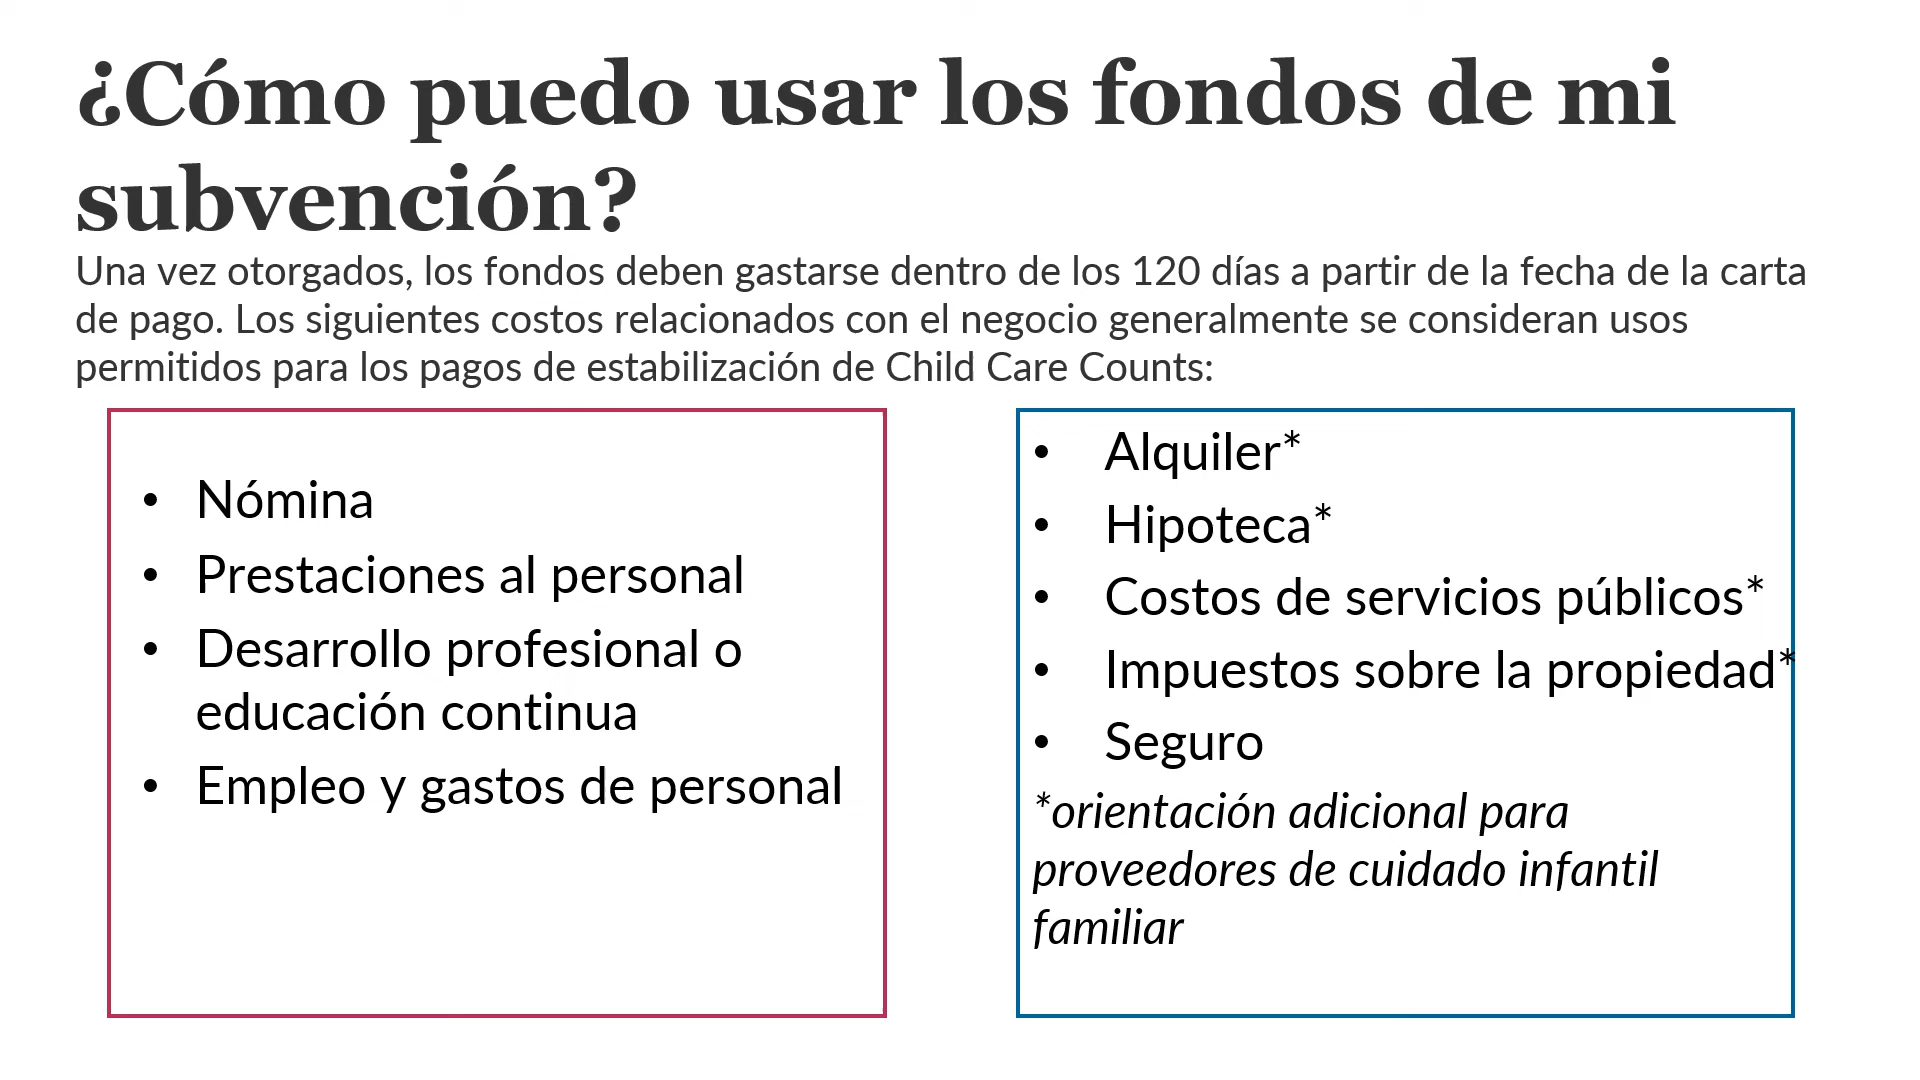 ¿Cómo puedo usar los fondos de mi
subvención?
Una vez otorgados, los fondos deben gastarse dentro de los 120 días a partir de la fecha de la carta
de pago. Los siguientes costos relacionados con el negocio generalmente se consideran usos
permitidos para los pagos de estabilización de Child Care Counts:
• Nómina
• Prestaciones al personal
• Desarrollo profesional o
educación continua
• Empleo y gastos de personal
• Alquiler*
• Hipoteca*
• Costos de servicios públicos*
• Impuestos sobre la propiedad*
• Seguro
*orientación adicional para
proveedores de cuidado infantil
familiar